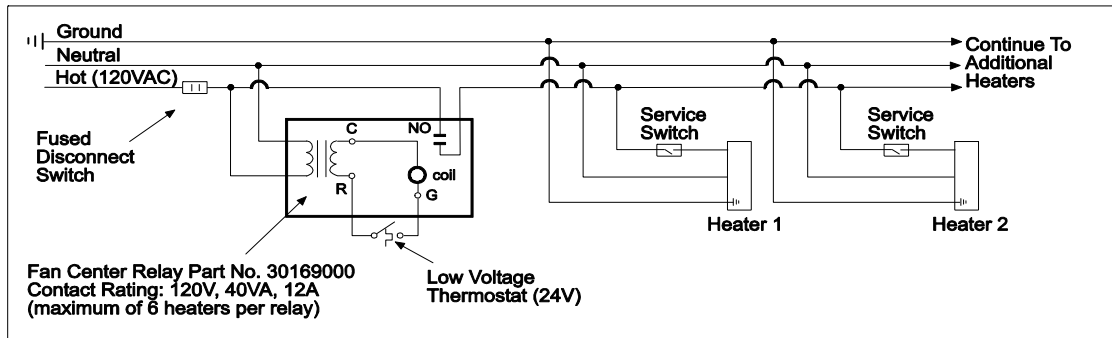 Ground
Neutral
Hot (120VAC)
Continue To
Additional
Heaters
Fused
Disconnect
Switch
C
NO
coil
R
G
Service
Switch
Service
Switch
Heater 1
Heater 2
Fan Center Relay Part No. 30169000
Contact Rating: 120V, 40VA, 12A
(maximum of 6 heaters per relay)
Low Voltage
Thermostat (24V)